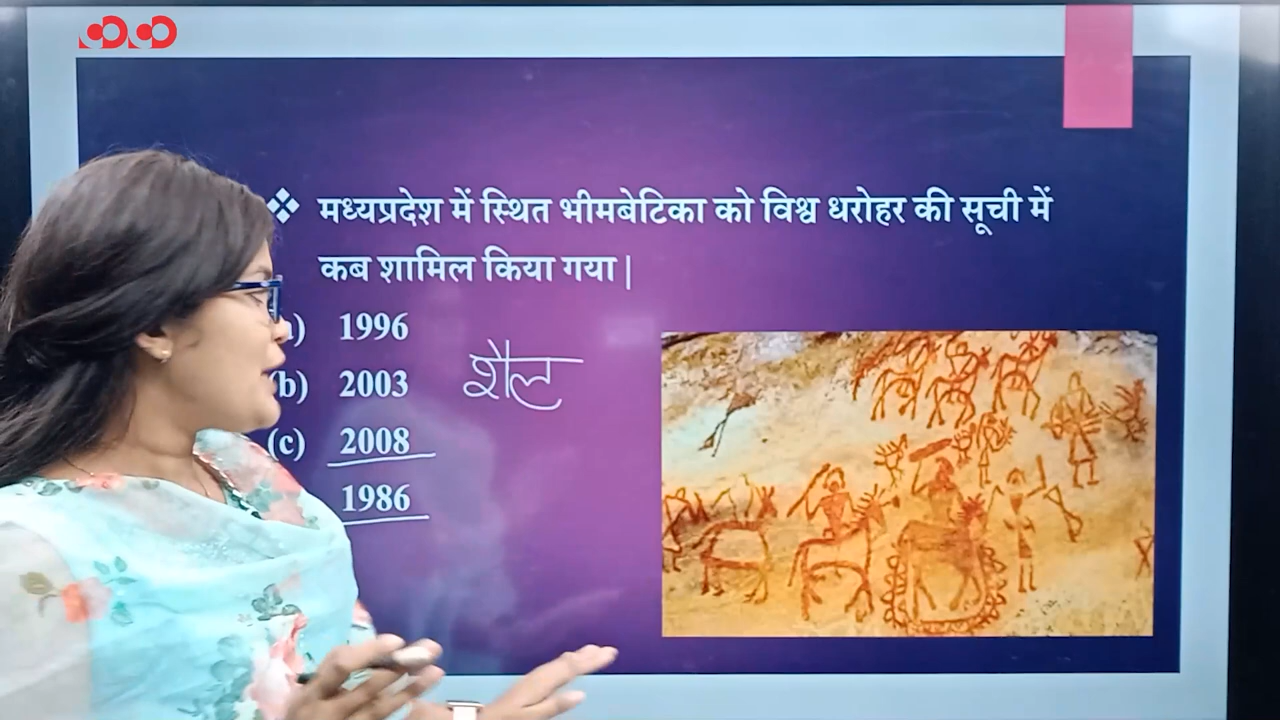 ❖ मध्यप्रदेश में स्थित भीमबेटिका को विश्व धरोहर की सूची में
कब शामिल किया गया |
) 1996
(b) 2003
शैल
(c) 2008
1986